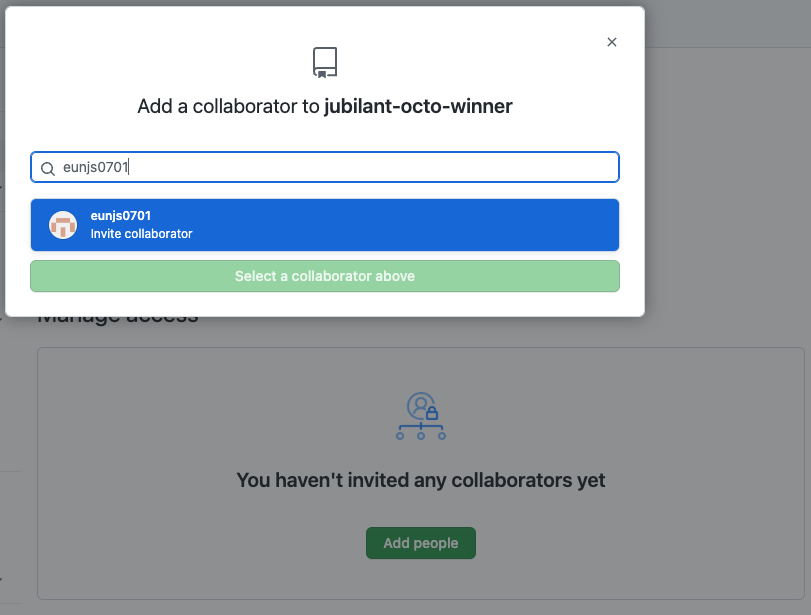 Add a collaborator to jubilant-octo-winner
eunjs0701
eunjs0701
Invite collaborator
Select a collaborator above
Manage access
You haven't invited any collaborators yet
Add people